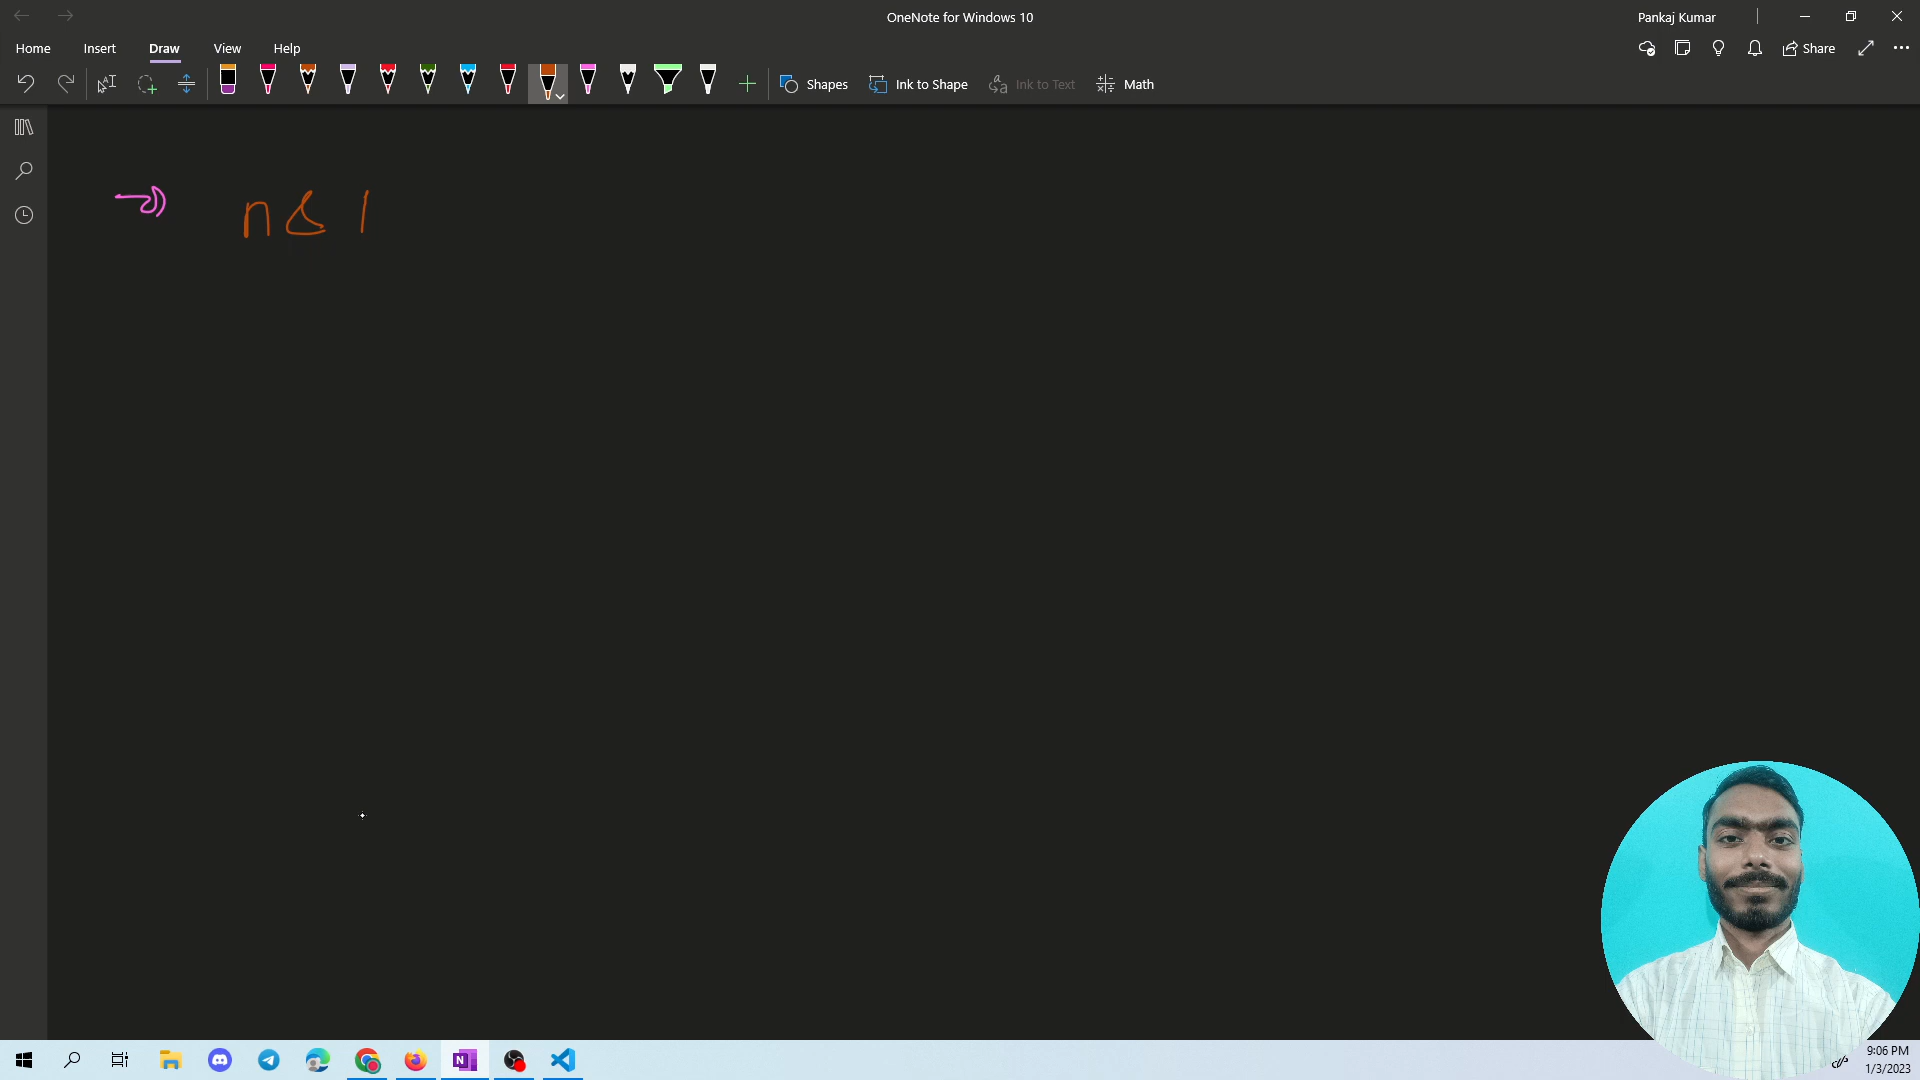 OneNote for Windows 10
Pankaj Kumar
Home Insert Draw View Help
Share
Shapes Ink to Shape Ink to Text Math
n & 1
9:06 PM
1/3/2023